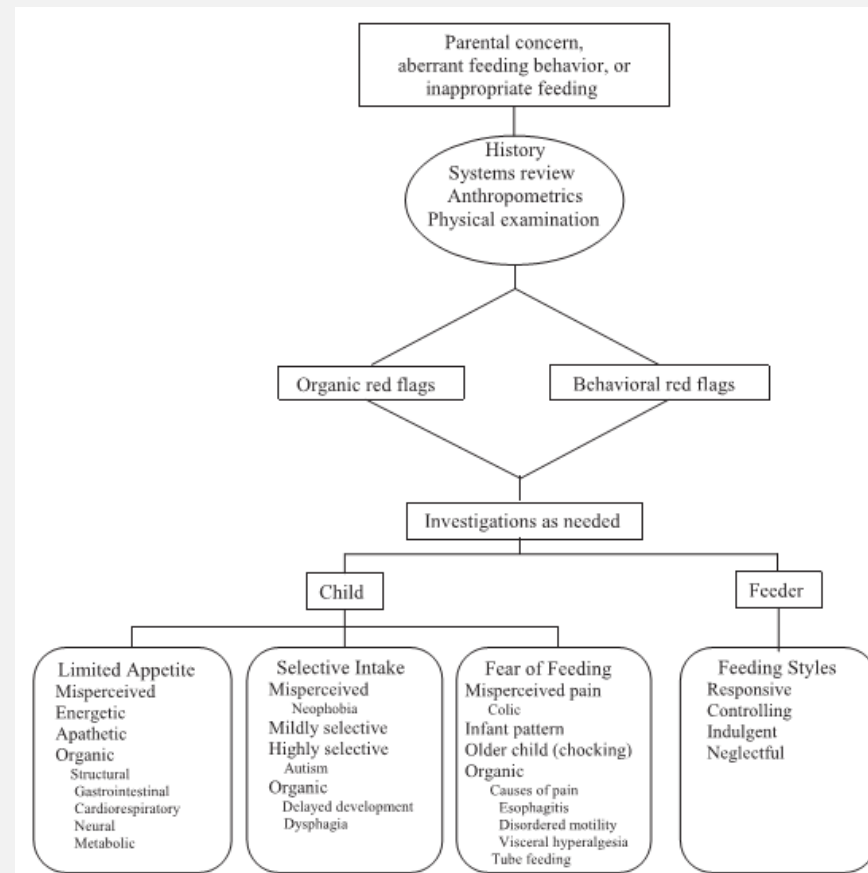 Parental concern,
aberrant feeding behavior, or
inappropriate feeding
History
Systems review
Anthropometrics
Physical examination
Organic red flags
Behavioral red flags
Investigations as needed
Child
Feeder
Limited Appetite
Misperceived
Energetic
Apathetic
Organic
Structural
Gastrointestinal
Cardiorespiratory
Neural
Metabolic
Selective Intake
Misperceived
Neophobia
Mildly selective
Highly selective
Autism
Organic
Delayed development
Dysphagia
Fear of Feeding
Misperceived pain
Colic
Infant pattern
Older child (chocking)
Organic
Causes of pain
Esophagitis
Disordered motility
Visceral hyperalgesia
Tube feeding
Feeding Styles
Responsive
Controlling
Indulgent
Neglectful